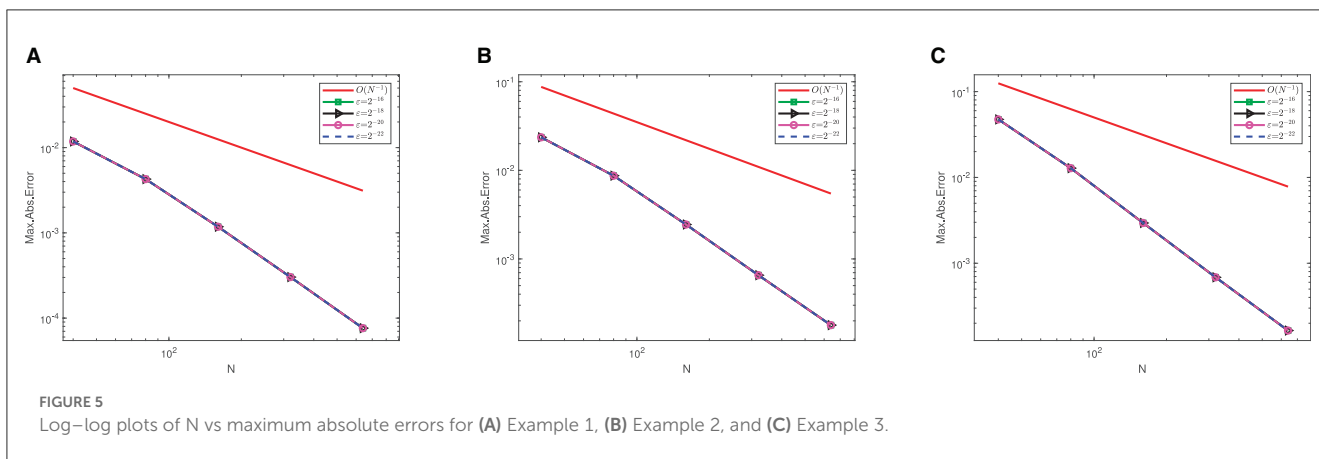 A
B
C
10^-2
10^-3
10^-4
Max.Abs.Error
10^2
N
O(N^-1)
ε=2^-16
ε=2^-18
ε=2^-20
ε=2^-22
10^-1
10^-2
10^-3
Max.Abs.Error
10^2
N
O(N^-1)
ε=2^-16
ε=2^-18
ε=2^-20
ε=2^-22
10^-1
10^-2
10^-3
Max.Abs.Error
10^2
N
O(N^-1)
ε=2^-16
ε=2^-18
ε=2^-20
ε=2^-22
FIGURE 5
Log–log plots of N vs maximum absolute errors for (A) Example 1, (B) Example 2, and (C) Example 3.